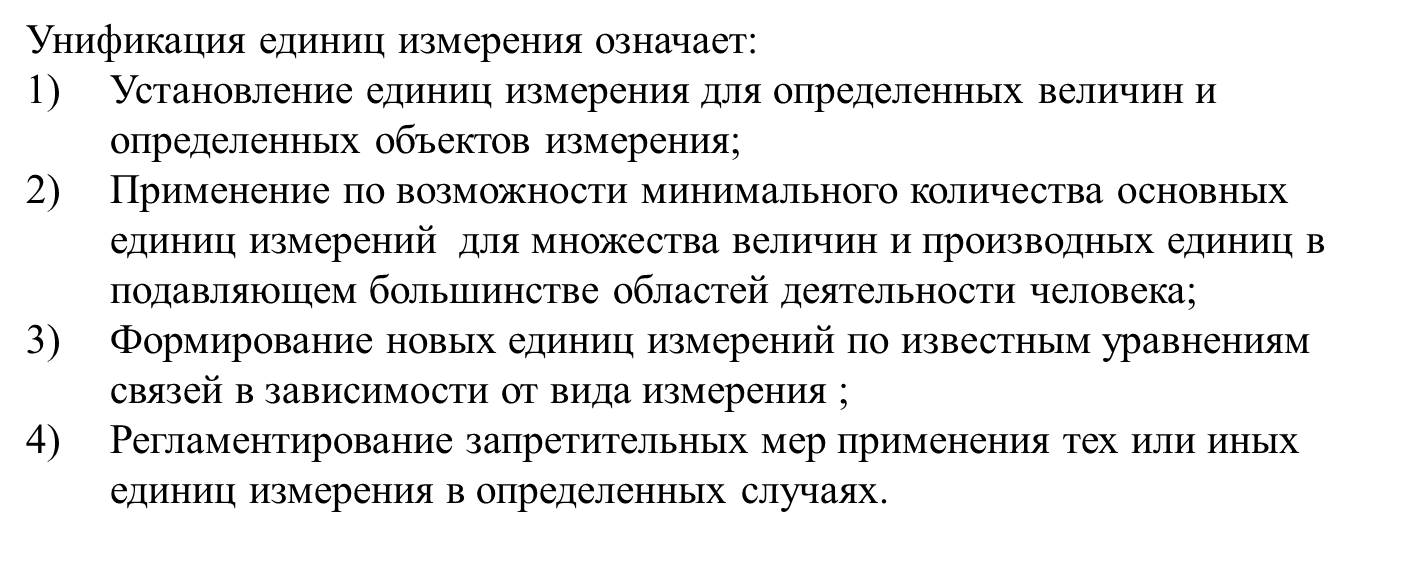 Унификация единиц измерения означает:
1) Установление единиц измерения для определенных величин и
определенных объектов измерения;
2) Применение по возможности минимального количества основных
единиц измерений  для множества величин и производных единиц в
подавляющем большинстве областей деятельности человека;
3) Формирование новых единиц измерений по известным уравнениям
связей в зависимости от вида измерения ;
4) Регламентирование запретительных мер применения тех или иных
единиц измерения в определенных случаях.